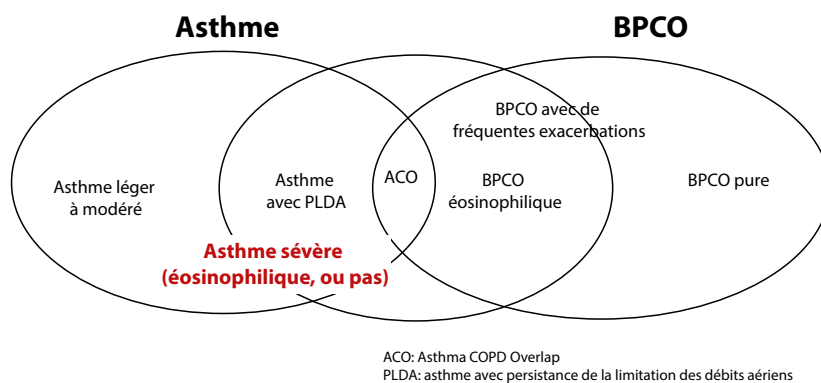 Asthme
BPCO
BPCO avec de
fréquentes exacerbations
Asthme léger
à modéré
Asthme
avec PLDA
ACO
BPCO
éosinophilique
BPCO pure
Asthme sévère
(éosinophilique, ou pas)
ACO: Asthma COPD Overlap
PLDA: asthme avec persistance de la limitation des débits aériens